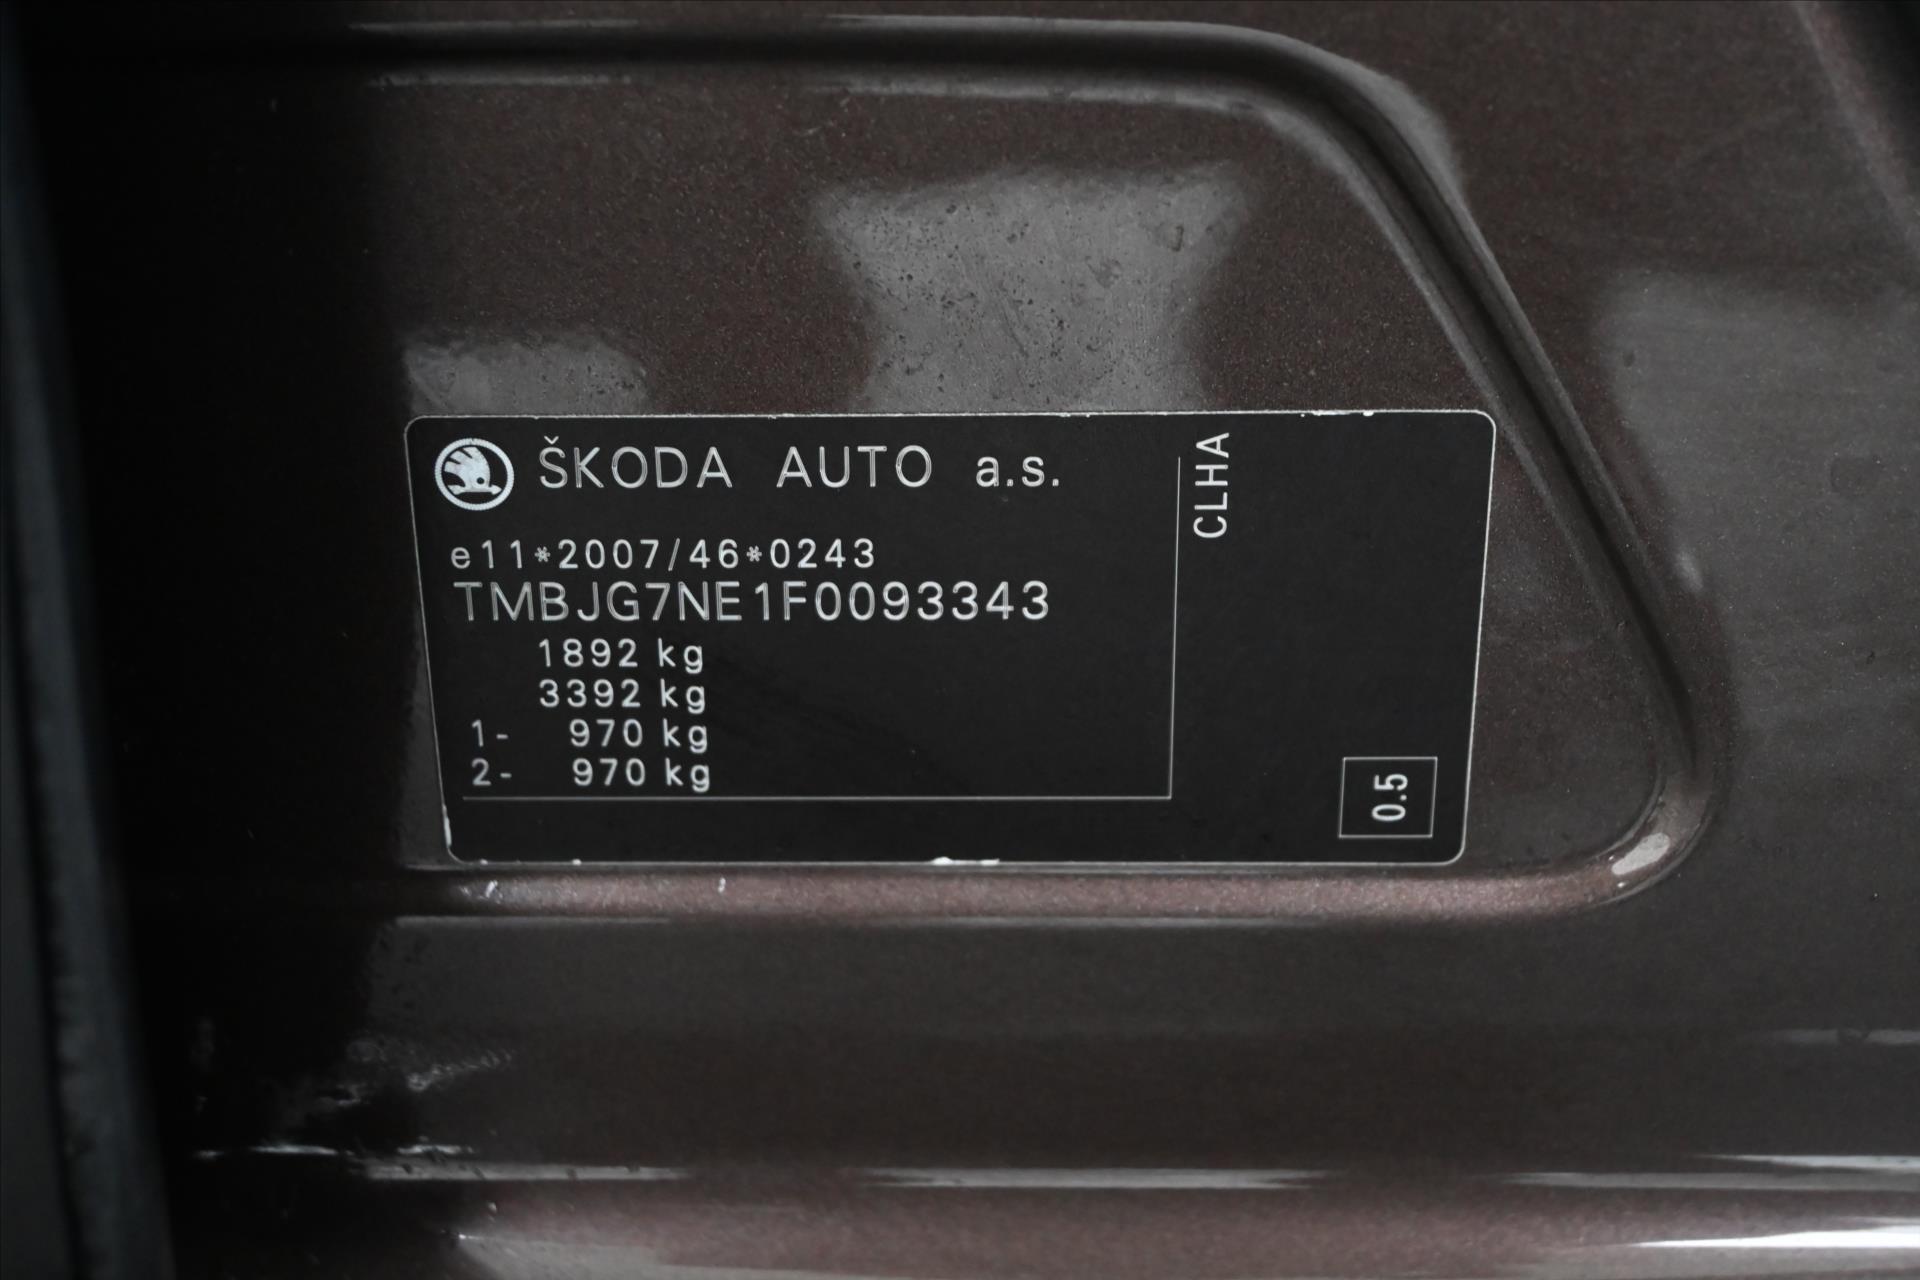 ŠKODA AUTO a.s.
e11*2007/46*0243
TMBJG7NE1F0093343
1892 kg
3392 kg
1- 970 kg
2- 970 kg
CLHA
0.5